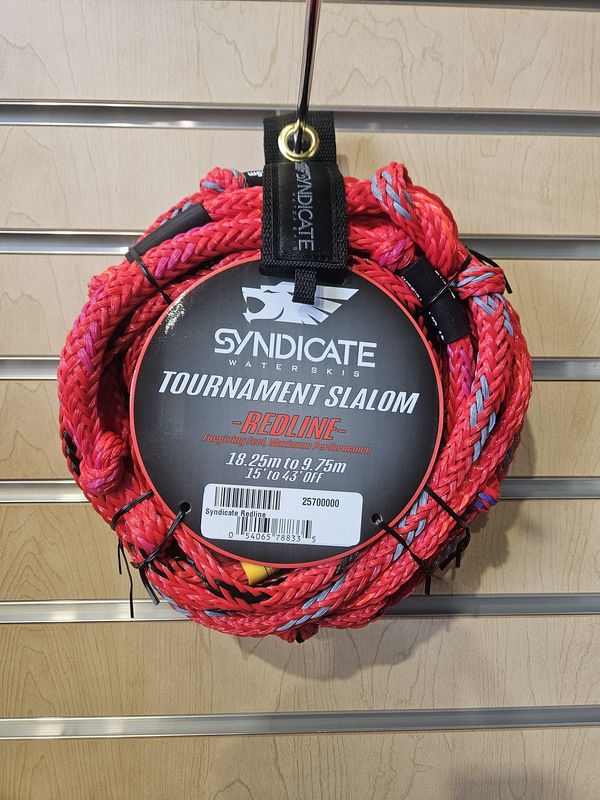 SYNDICATE
SYNDICATE
WATERSKIS
TOURNAMENT SLALOM
-REDLINE-
Forgiving Feel, Maximum Performance
18.25m to 9.75m
15' to 43' OFF
25700000
Syndicate Redline
0 54065 78833 5